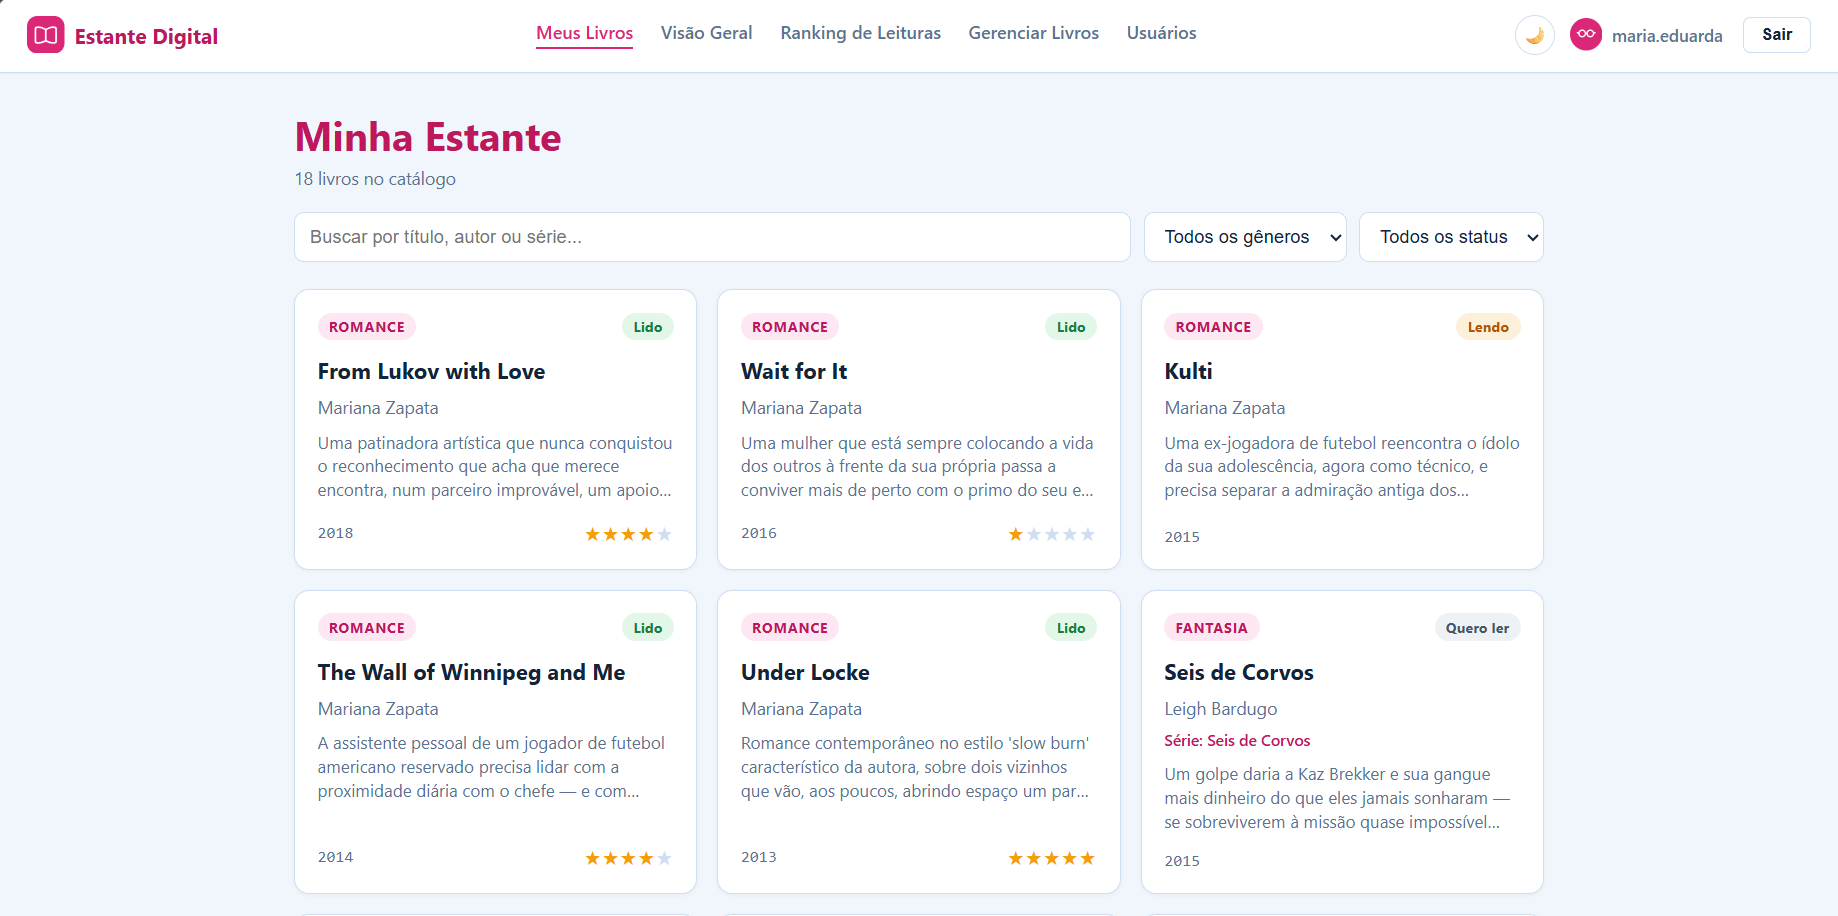 Estante Digital
Meus Livros
Visão Geral
Ranking de Leituras
Gerenciar Livros
Usuários
maria.eduarda
Sair
Minha Estante
18 livros no catálogo
Buscar por título, autor ou série...
Todos os gêneros
Todos os status
ROMANCE
Lido
From Lukov with Love
Mariana Zapata
Uma patinadora artística que nunca conquistou
o reconhecimento que acha que merece
encontra, num parceiro improvável, um apoio...
2018
ROMANCE
Lido
Wait for It
Mariana Zapata
Uma mulher que está sempre colocando a vida
dos outros à frente da sua própria passa a
conviver mais de perto com o primo do seu e...
2016
ROMANCE
Lendo
Kulti
Mariana Zapata
Uma ex-jogadora de futebol reencontra o ídolo
da sua adolescência, agora como técnico, e
precisa separar a admiração antiga dos...
2015
ROMANCE
Lido
The Wall of Winnipeg and Me
Mariana Zapata
A assistente pessoal de um jogador de futebol
americano reservado precisa lidar com a
proximidade diária com o chefe — e com...
2014
ROMANCE
Lido
Under Locke
Mariana Zapata
Romance contemporâneo no estilo 'slow burn'
característico da autora, sobre dois vizinhos
que vão, aos poucos, abrindo espaço um par...
2013
FANTASIA
Quero ler
Seis de Corvos
Leigh Bardugo
Série: Seis de Corvos
Um golpe daria a Kaz Brekker e sua gangue
mais dinheiro do que eles jamais sonharam —
se sobreviverem à missão quase impossível...
2015